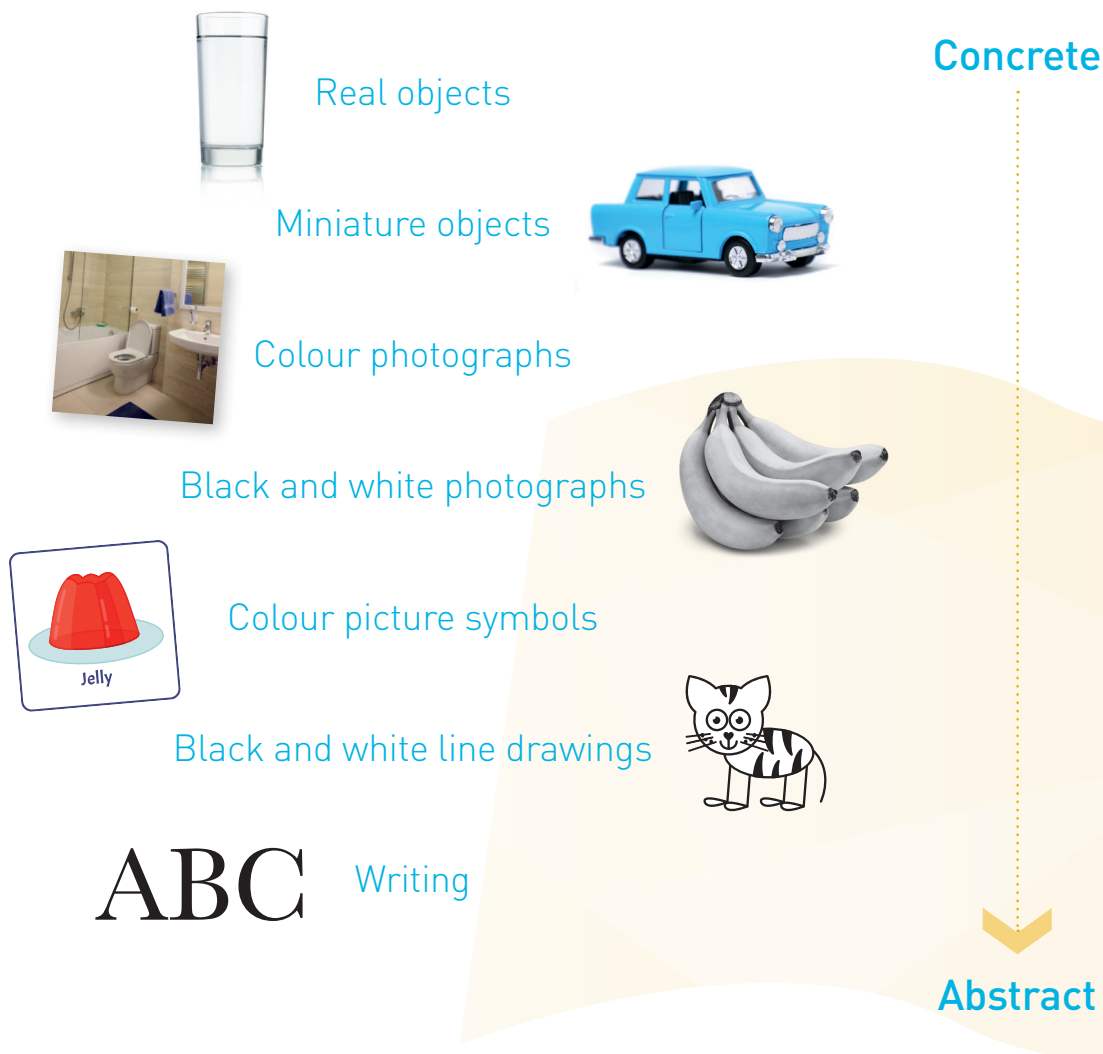 Concrete
Real objects
Miniature objects
Colour photographs
Black and white photographs
Colour picture symbols
Jelly
Black and white line drawings
ABC
Writing
Abstract